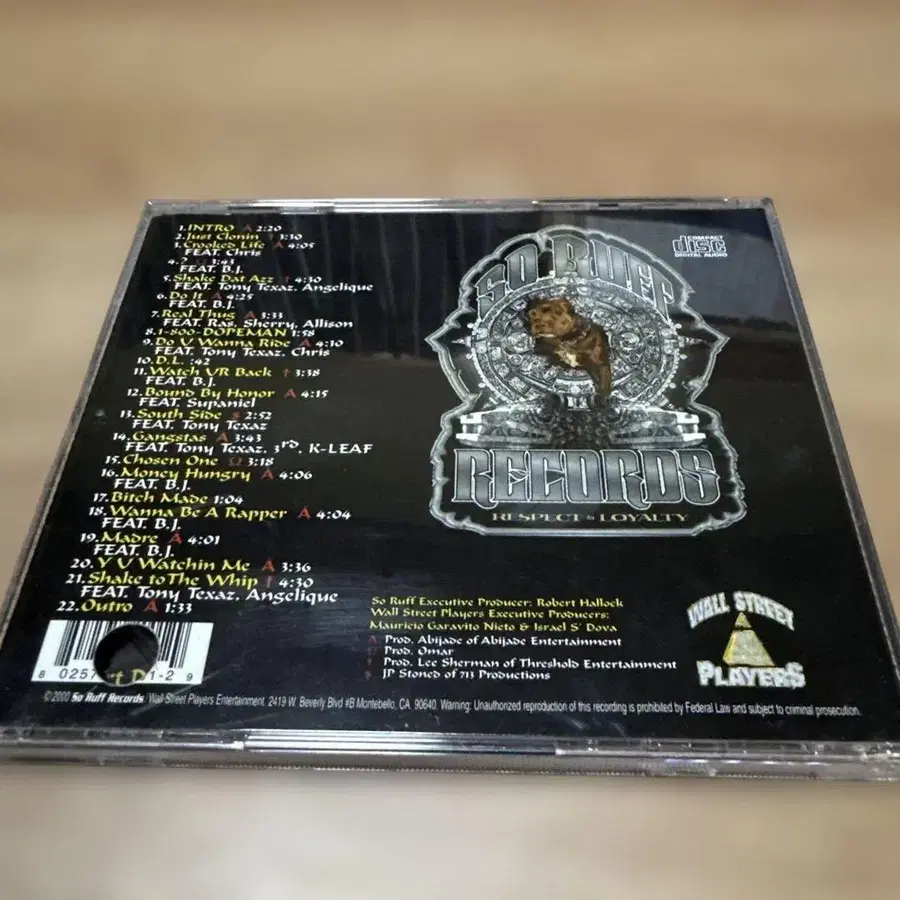 1. INTRO A 2:20
2. Just Clonin † 3:30
3. Crooked Life A 4:05
FEAT. Chris
4. ? Ω 3:43
FEAT. B.J.
5. Shake Dat Azz † 4:30
FEAT. Tony Texaz, Angelique
6. Do It A 4:25
FEAT. B.J.
7. Real Thug A 1:33
FEAT. Ras, Sherry, Allison
8. 1-800-DOPEMAN 1:58
9. Do U Wanna Ride A 4:10
FEAT. Tony Texaz, Chris
10. D.L. :42
11. Watch UR Back † 3:38
FEAT. B.J.
12. Bound By Honor A 4:15
FEAT. Supaniel
13. South Side 2:52
FEAT. Tony Texaz
14. Gangstas A 3:43
FEAT. Tony Texaz, 3rd, K-LEAF
15. Chosen One Ω 3:18
16. Money Hungry A 4:06
17. Bitch Made 1:04
18. Wanna Be A Rapper A 4:04
FEAT. B.J.
19. Madre A 4:01
FEAT. B.J.
20. Y U Watchin Me A 3:36
21. Shake to The Whip † 4:30
FEAT. Tony Texaz, Angelique
22. Outro A 1:33
COMPACT
disc
DIGITAL AUDIO
SO RUFF
RECORDS
RESPECT & LOYALTY
So Ruff Executive Producer: Robert Hallock
Wall Street Players Executive Producers:
Mauricio Garavito Nieto & Israel S' Dova
A Prod. Abijade of Abijade Entertainment
Ω Prod. Omar
† Prod. Lee Sherman of Threshold Entertainment
JP Stoned of 713 Productions
WALL STREET
PLAYERS
8 0257 1-2 9
© 2000 So Ruff Records, Wall Street Players Entertainment, 2419 W. Beverly Blvd #B Montebello, CA, 90640. Warning: Unauthorized reproduction of this recording is prohibited by Federal Law and subject to criminal prosecution.